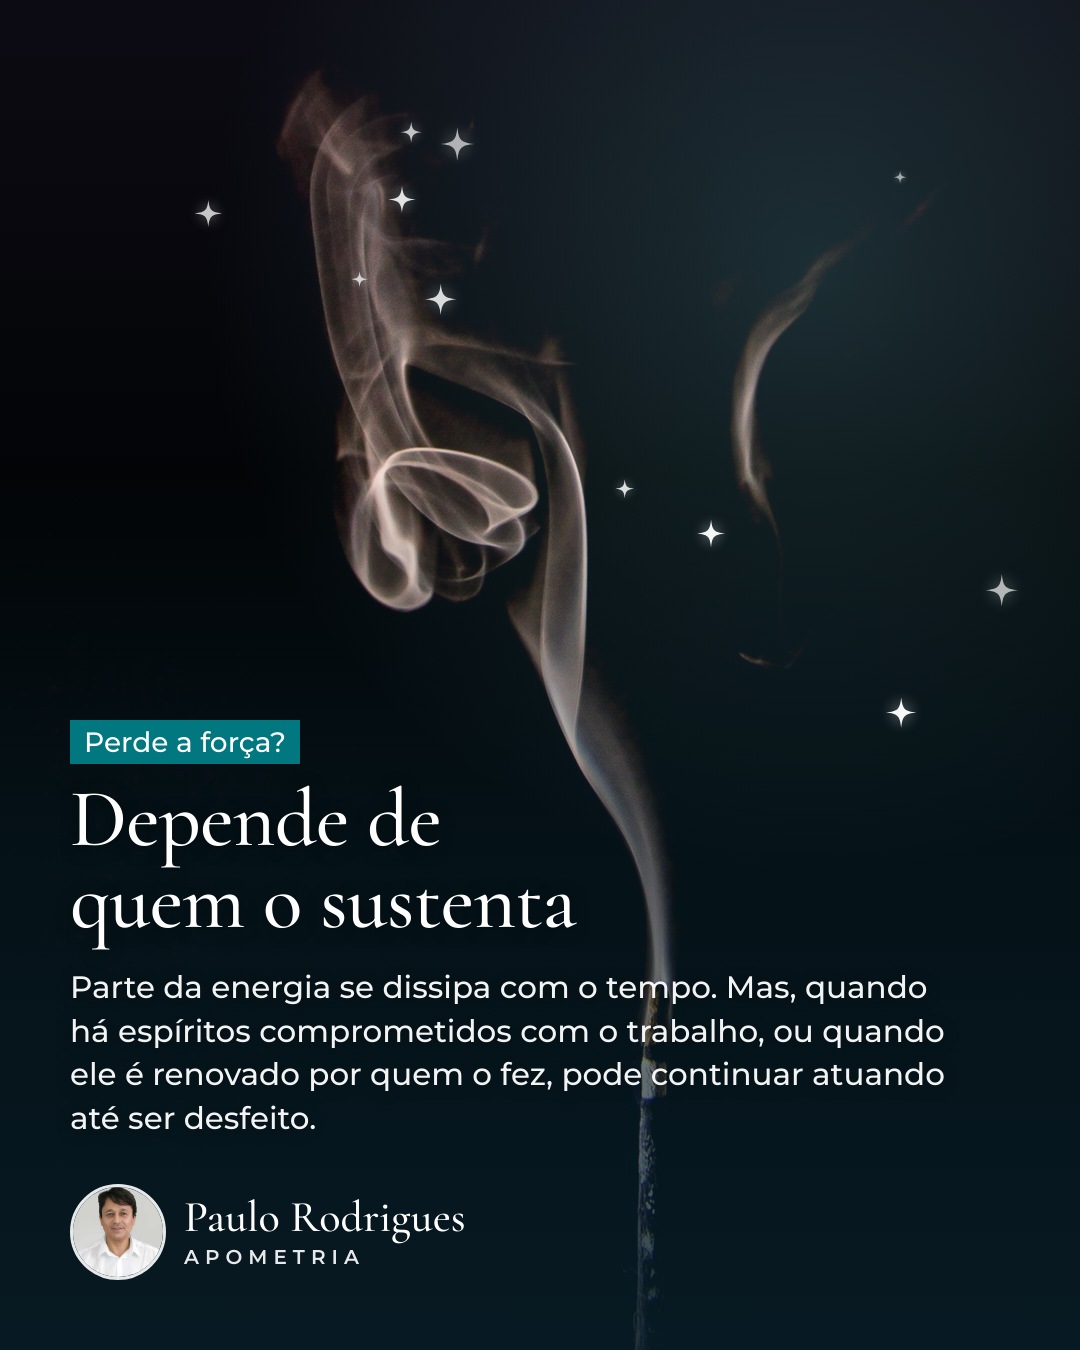 Perde a força?
Depende de
quem o sustenta
Parte da energia se dissipa com o tempo. Mas, quando
há espíritos comprometidos com o trabalho, ou quando
ele é renovado por quem o fez, pode continuar atuando
até ser desfeito.
Paulo Rodrigues
APOMETRIA